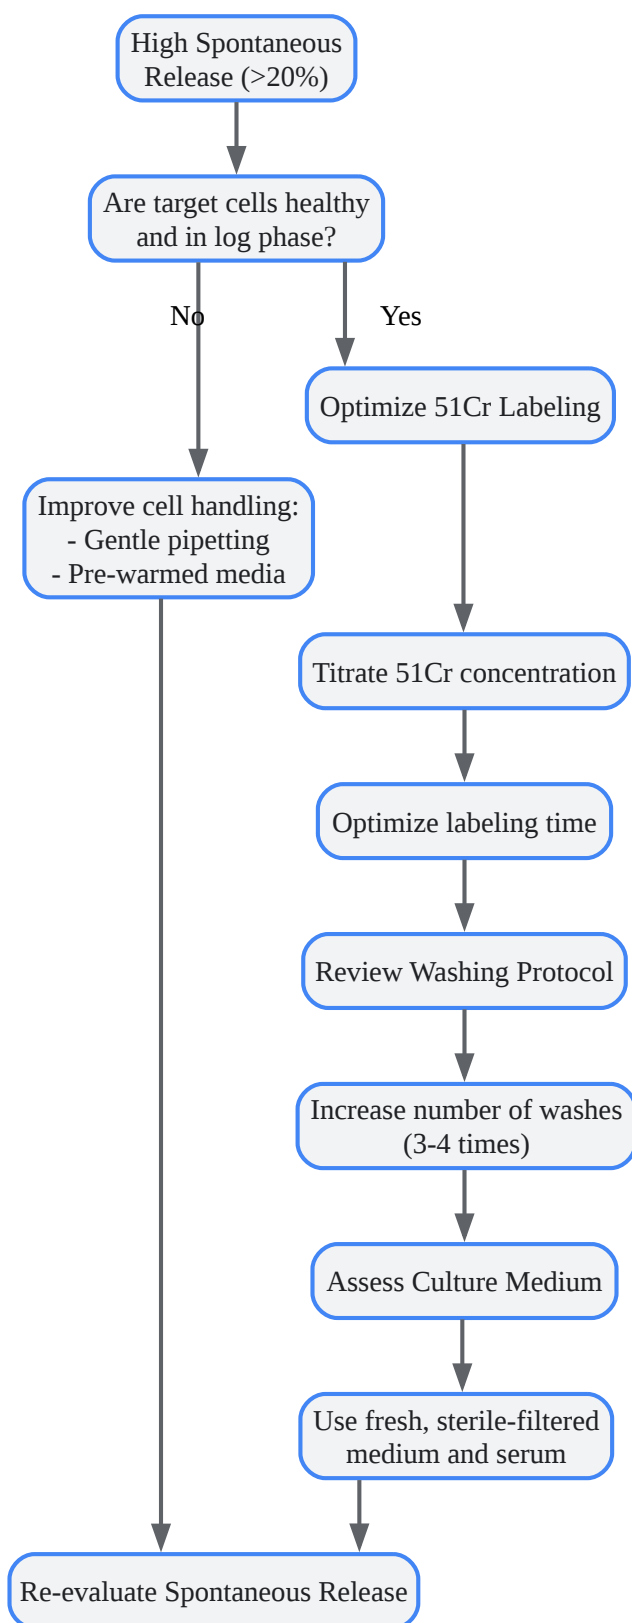 High Spontaneous
Release (>20%)
Are target cells healthy
and in log phase?
No
Yes
Optimize 51Cr Labeling
Improve cell handling:
- Gentle pipetting
- Pre-warmed media
Titrate 51Cr concentration
Optimize labeling time
Review Washing Protocol
Increase number of washes
(3-4 times)
Assess Culture Medium
Use fresh, sterile-filtered
medium and serum
Re-evaluate Spontaneous Release